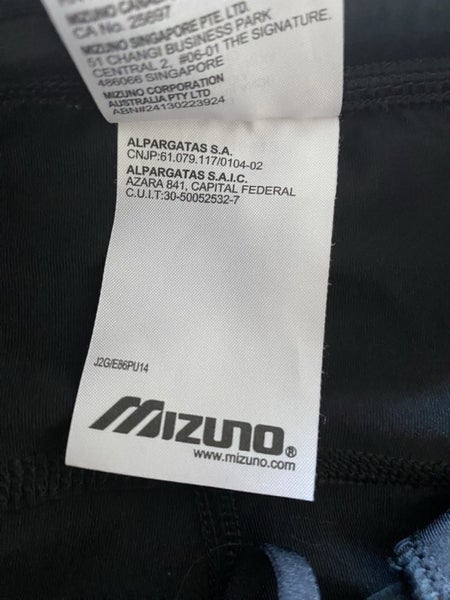 MIZUNO CANADA
CA No. 25697
MIZUNO SINGAPORE PTE. LTD.
51 CHANGI BUSINESS PARK
CENTRAL 2, #06-01 THE SIGNATURE.
486066 SINGAPORE
MIZUNO CORPORATION
AUSTRALIA PTY LTD
ABN#24130223924
ALPARGATAS S.A.
CNJP:61.079.117/0104-02
ALPARGATAS S.A.I.C.
AZARA 841, CAPITAL FEDERAL
C.U.I.T:30-50052532-7
J2G/E86PU14
MIZUNO®
www.mizuno.com